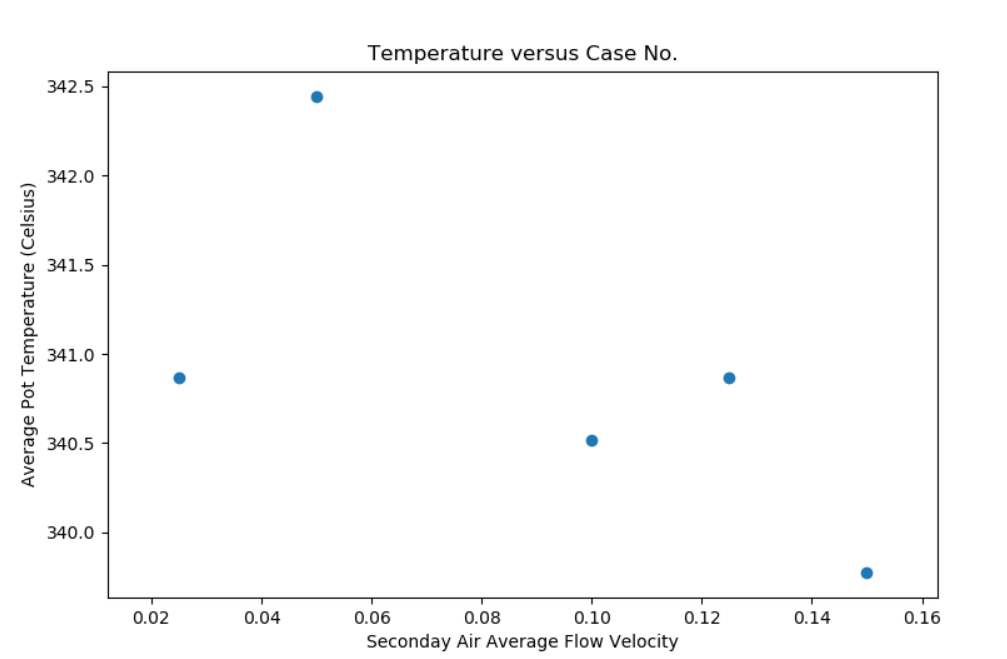 Temperature versus Case No.
342.5
342.0
341.5
341.0
340.5
340.0
Average Pot Temperature (Celsius)
0.02 0.04 0.06 0.08 0.10 0.12 0.14 0.16
Seconday Air Average Flow Velocity